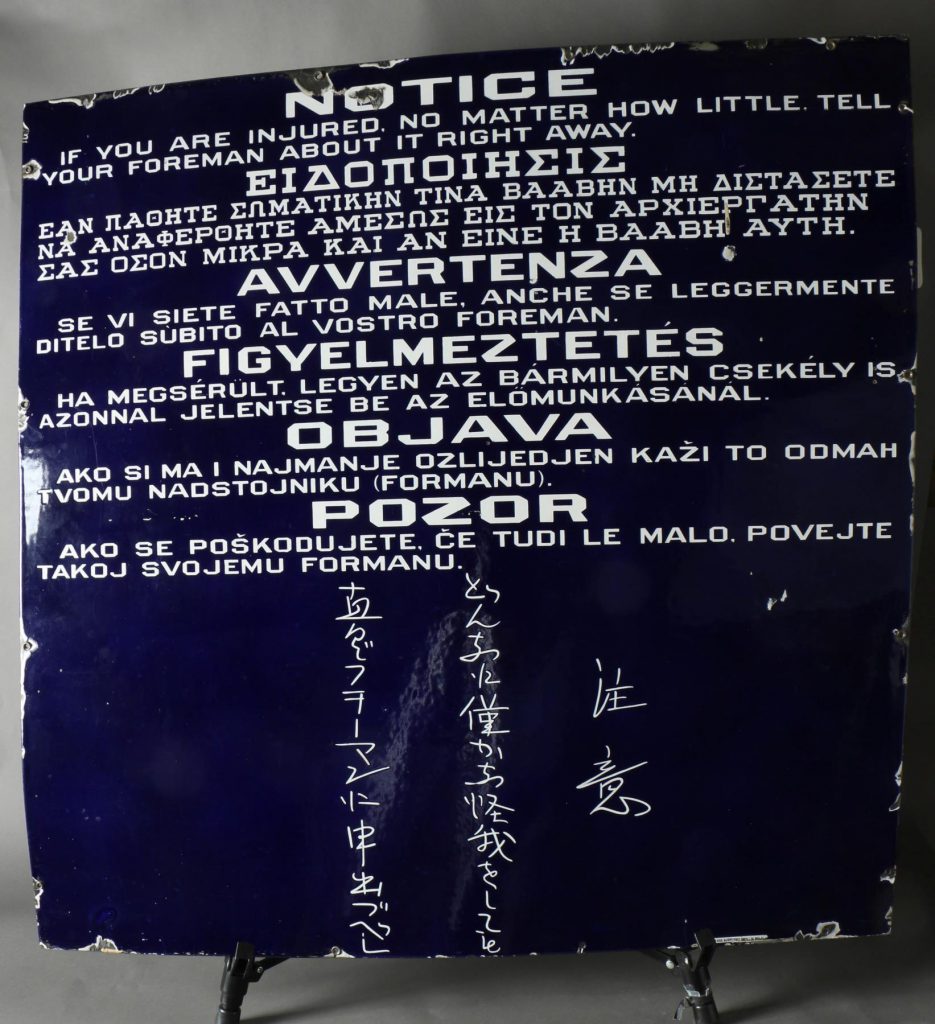 NOTICE
IF YOU ARE INJURED, NO MATTER HOW LITTLE, TELL
YOUR FOREMAN ABOUT IT RIGHT AWAY.
ΕΙΔΟΠΟΙΗΣΙΣ
ΕΑΝ ΠΑΘΗΤΕ ΣΩΜΑΤΙΚΗΝ ΤΙΝΑ ΒΛΑΒΗΝ ΜΗ ΔΙΣΤΑΣΕΤΕ
ΝΑ ΑΝΑΦΕΡΘΗΤΕ ΑΜΕΣΩΣ ΕΙΣ ΤΟΝ ΑΡΧΙΕΡΓΑΤΗΝ
ΣΑΣ ΟΣΟΝ ΜΙΚΡΑ ΚΑΙ ΑΝ ΕΙΝΕ Η ΒΛΑΒΗ ΑΥΤΗ.
AVVERTENZA
SE VI SIETE FATTO MALE, ANCHE SE LEGGERMENTE
DITELO SUBITO AL VOSTRO FOREMAN.
FIGYELMEZTETÉS
HA MEGSÉRÜLT, LEGYEN AZ BÁRMILYEN CSEKÉLY IS,
AZONNAL JELENTSE BE AZ ELŐMUNKÁSÁNÁL.
OBJAVA
AKO SI MA I NAJMANJE OZLIJEDJEN KAŽI TO ODMAH
TVOMU NADSTOJNIKU (FORMANU).
POZOR
AKO SE POŠKODUJETE, ČE TUDI LE MALO, POVEJTE
TAKOJ SVOJEMU FORMANU.
注意
どんなに僅かな怪我をしても
直ぐフヲーマンに申出づべし